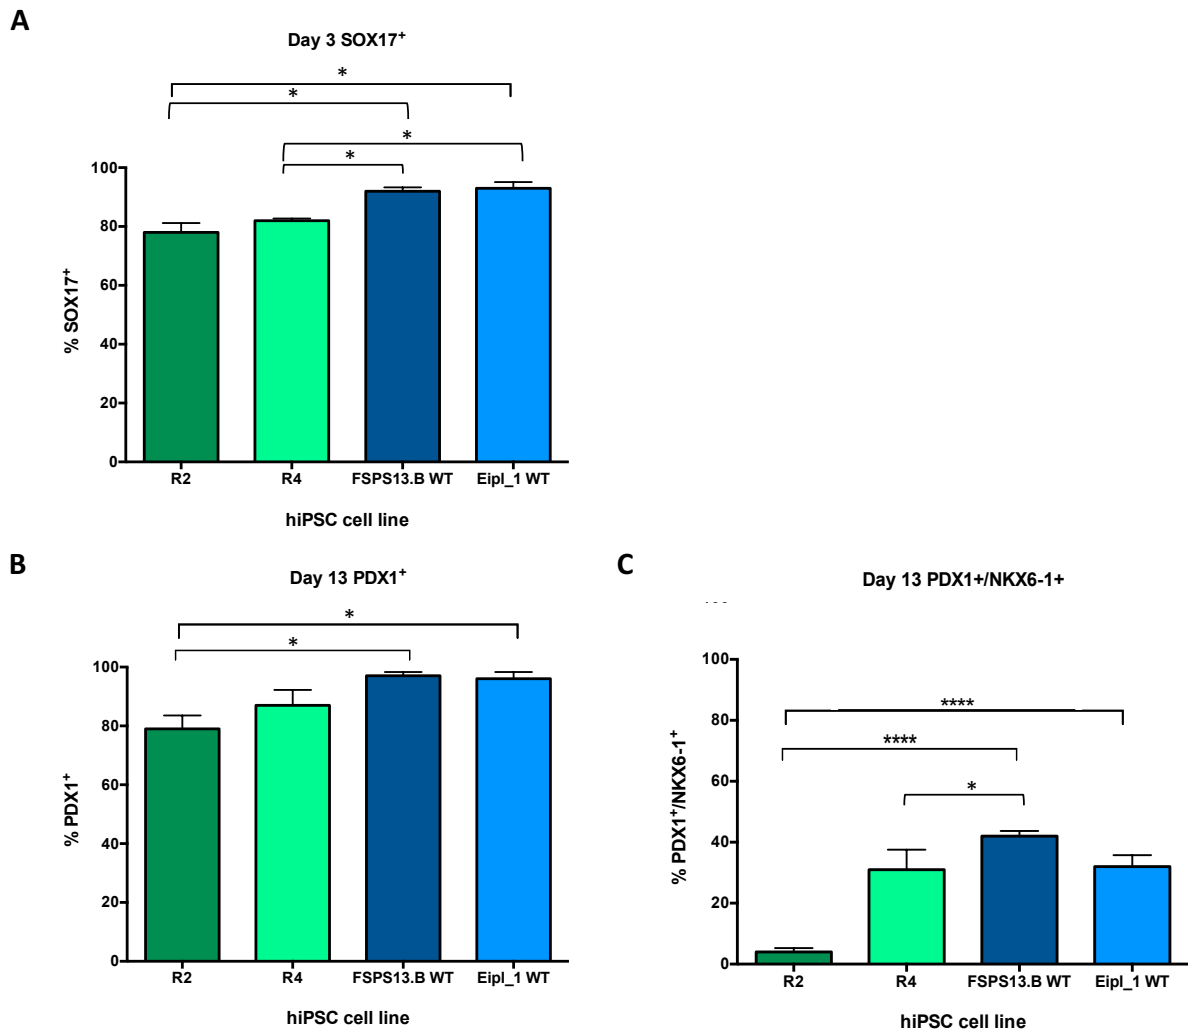 A
Day 3 SOX17+
*
*
*
*
% SOX17+
100
80
60
40
20
0
R2 R4 FSPS13.B WT Eipl_1 WT
hiPSC cell line
B
Day 13 PDX1+
*
*
% PDX1+
100
80
60
40
20
0
R2 R4 FSPS13.B WT Eipl_1 WT
hiPSC cell line
C
Day 13 PDX1+/NKX6-1+
****
****
*
% PDX1+/NKX6-1+
100
80
60
40
20
0
R2 R4 FSPS13.B WT Eipl_1 WT
hiPSC cell line